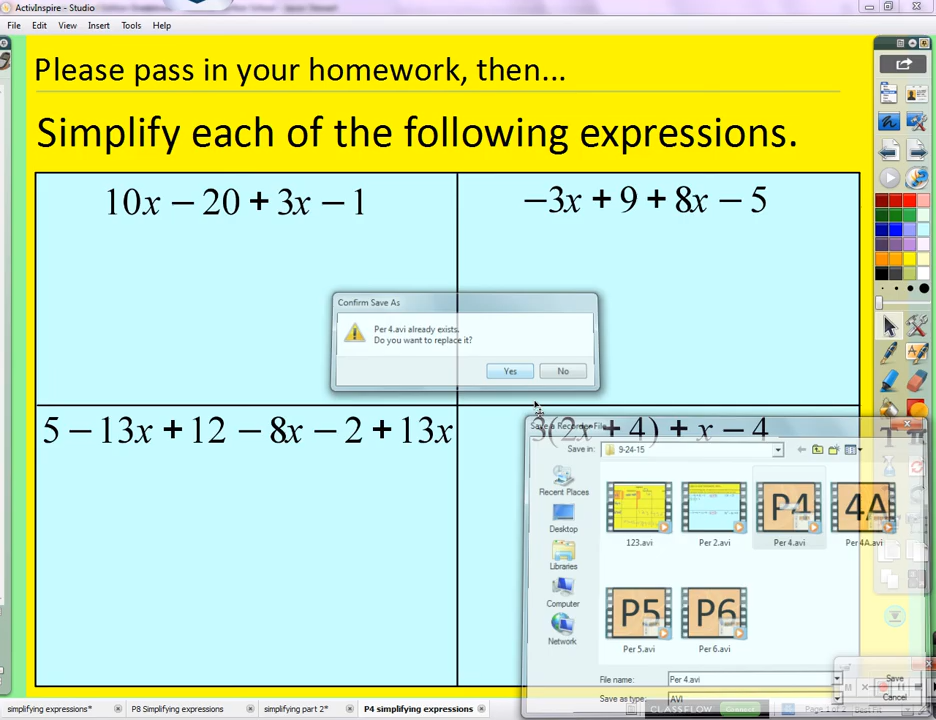 ActivInspire - Studio
File Edit View Insert Tools Help
Please pass in your homework, then...
Simplify each of the following expressions.
10x − 20 + 3x − 1
−3x + 9 + 8x − 5
Confirm Save As
Per 4.avi already exists.
Do you want to replace it?
Yes No
5 − 13x + 12 − 8x − 2 + 13x
3(2x + 4) + x − 4
Save a Recorder File
Save in: 9-24-15
Recent Places
Desktop
Libraries
Computer
Network
P4 4A
123.avi Per 2.avi Per 4.avi Per 4A.avi
P5 P6
Per 5.avi Per 6.avi
File name: Per 4.avi
Save
Save as type: AVI
Cancel
CLASSFLOW Connect
simplifying expressions* P8 Simplifying expressions simplifying part 2* P4 simplifying expressions